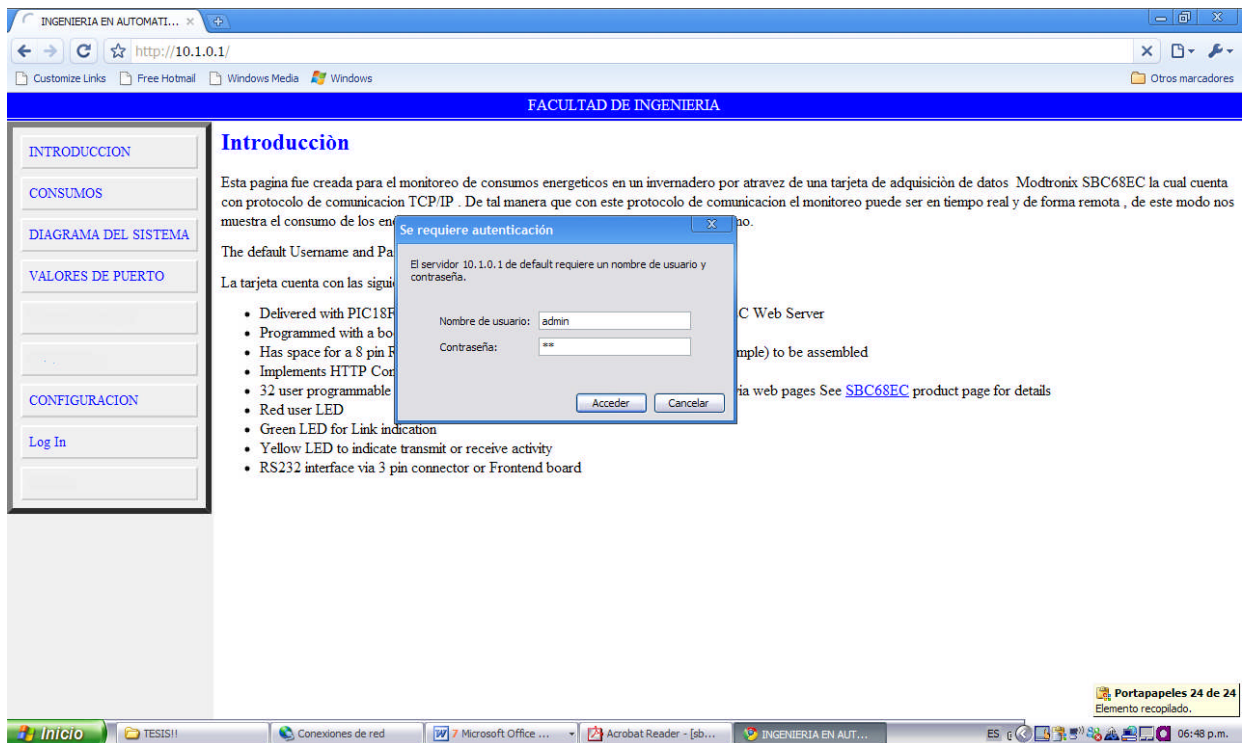 INGENIERIA EN AUTOMATI...
http://10.1.0.1/
Customize Links Free Hotmail Windows Media Windows Otros marcadores
FACULTAD DE INGENIERIA
INTRODUCCION
CONSUMOS
DIAGRAMA DEL SISTEMA
VALORES DE PUERTO
CONFIGURACION
Log In
Introducciòn
Esta pagina fue creada para el monitoreo de consumos energeticos en un invernadero por atravez de una tarjeta de adquisiciòn de datos Modtronix SBC68EC la cual cuenta
con protocolo de comunicacion TCP/IP . De tal manera que con este protocolo de comunicacion el monitoreo puede ser en tiempo real y de forma remota , de este modo nos
muestra el consumo de los en no.
The default Username and Pa
La tarjeta cuenta con las sigui
Delivered with PIC18F C Web Server
Programmed with a bo
Has space for a 8 pin mple) to be assembled
Implements HTTP Con
32 user programmable ia web pages See SBC68EC product page for details
Red user LED
Green LED for Link indication
Yellow LED to indicate transmit or receive activity
RS232 interface via 3 pin connector or Frontend board
Se requiere autenticación
El servidor 10.1.0.1 de default requiere un nombre de usuario y
contraseña.
Nombre de usuario: admin
Contraseña: **
Acceder Cancelar
Portapapeles 24 de 24
Elemento recopilado.
Inicio TESIS!! Conexiones de red 7 Microsoft Office ... Acrobat Reader - [sb... INGENIERIA EN AUT... ES 06:48 p.m.